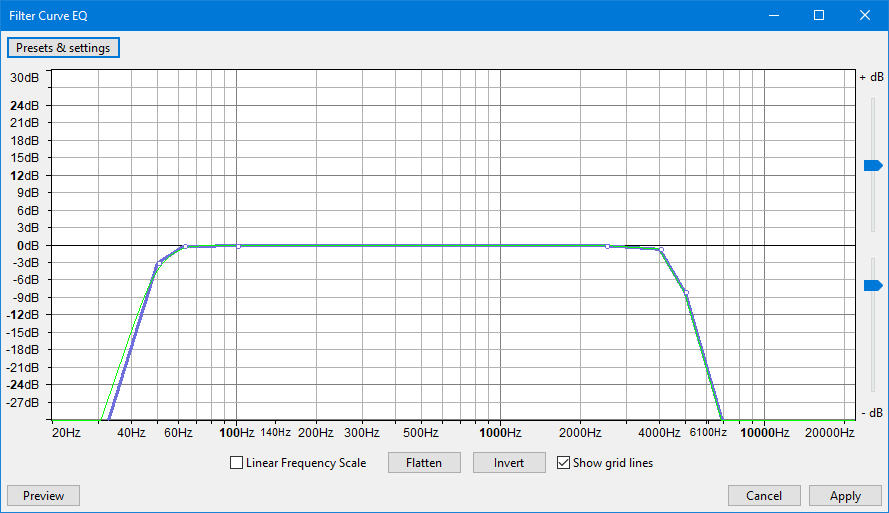 Filter Curve EQ
Presets & settings
30dB
+ dB
24dB
21dB
18dB
15dB
12dB
9dB
6dB
3dB
0dB
-3dB
-6dB
-9dB
-12dB
-15dB
-18dB
-21dB
-24dB
-27dB
- dB
20Hz 40Hz 60Hz 100Hz 140Hz 200Hz 300Hz 500Hz 1000Hz 2000Hz 4000Hz 6100Hz 10000Hz 20000Hz
Linear Frequency Scale Flatten Invert Show grid lines
Preview Cancel Apply